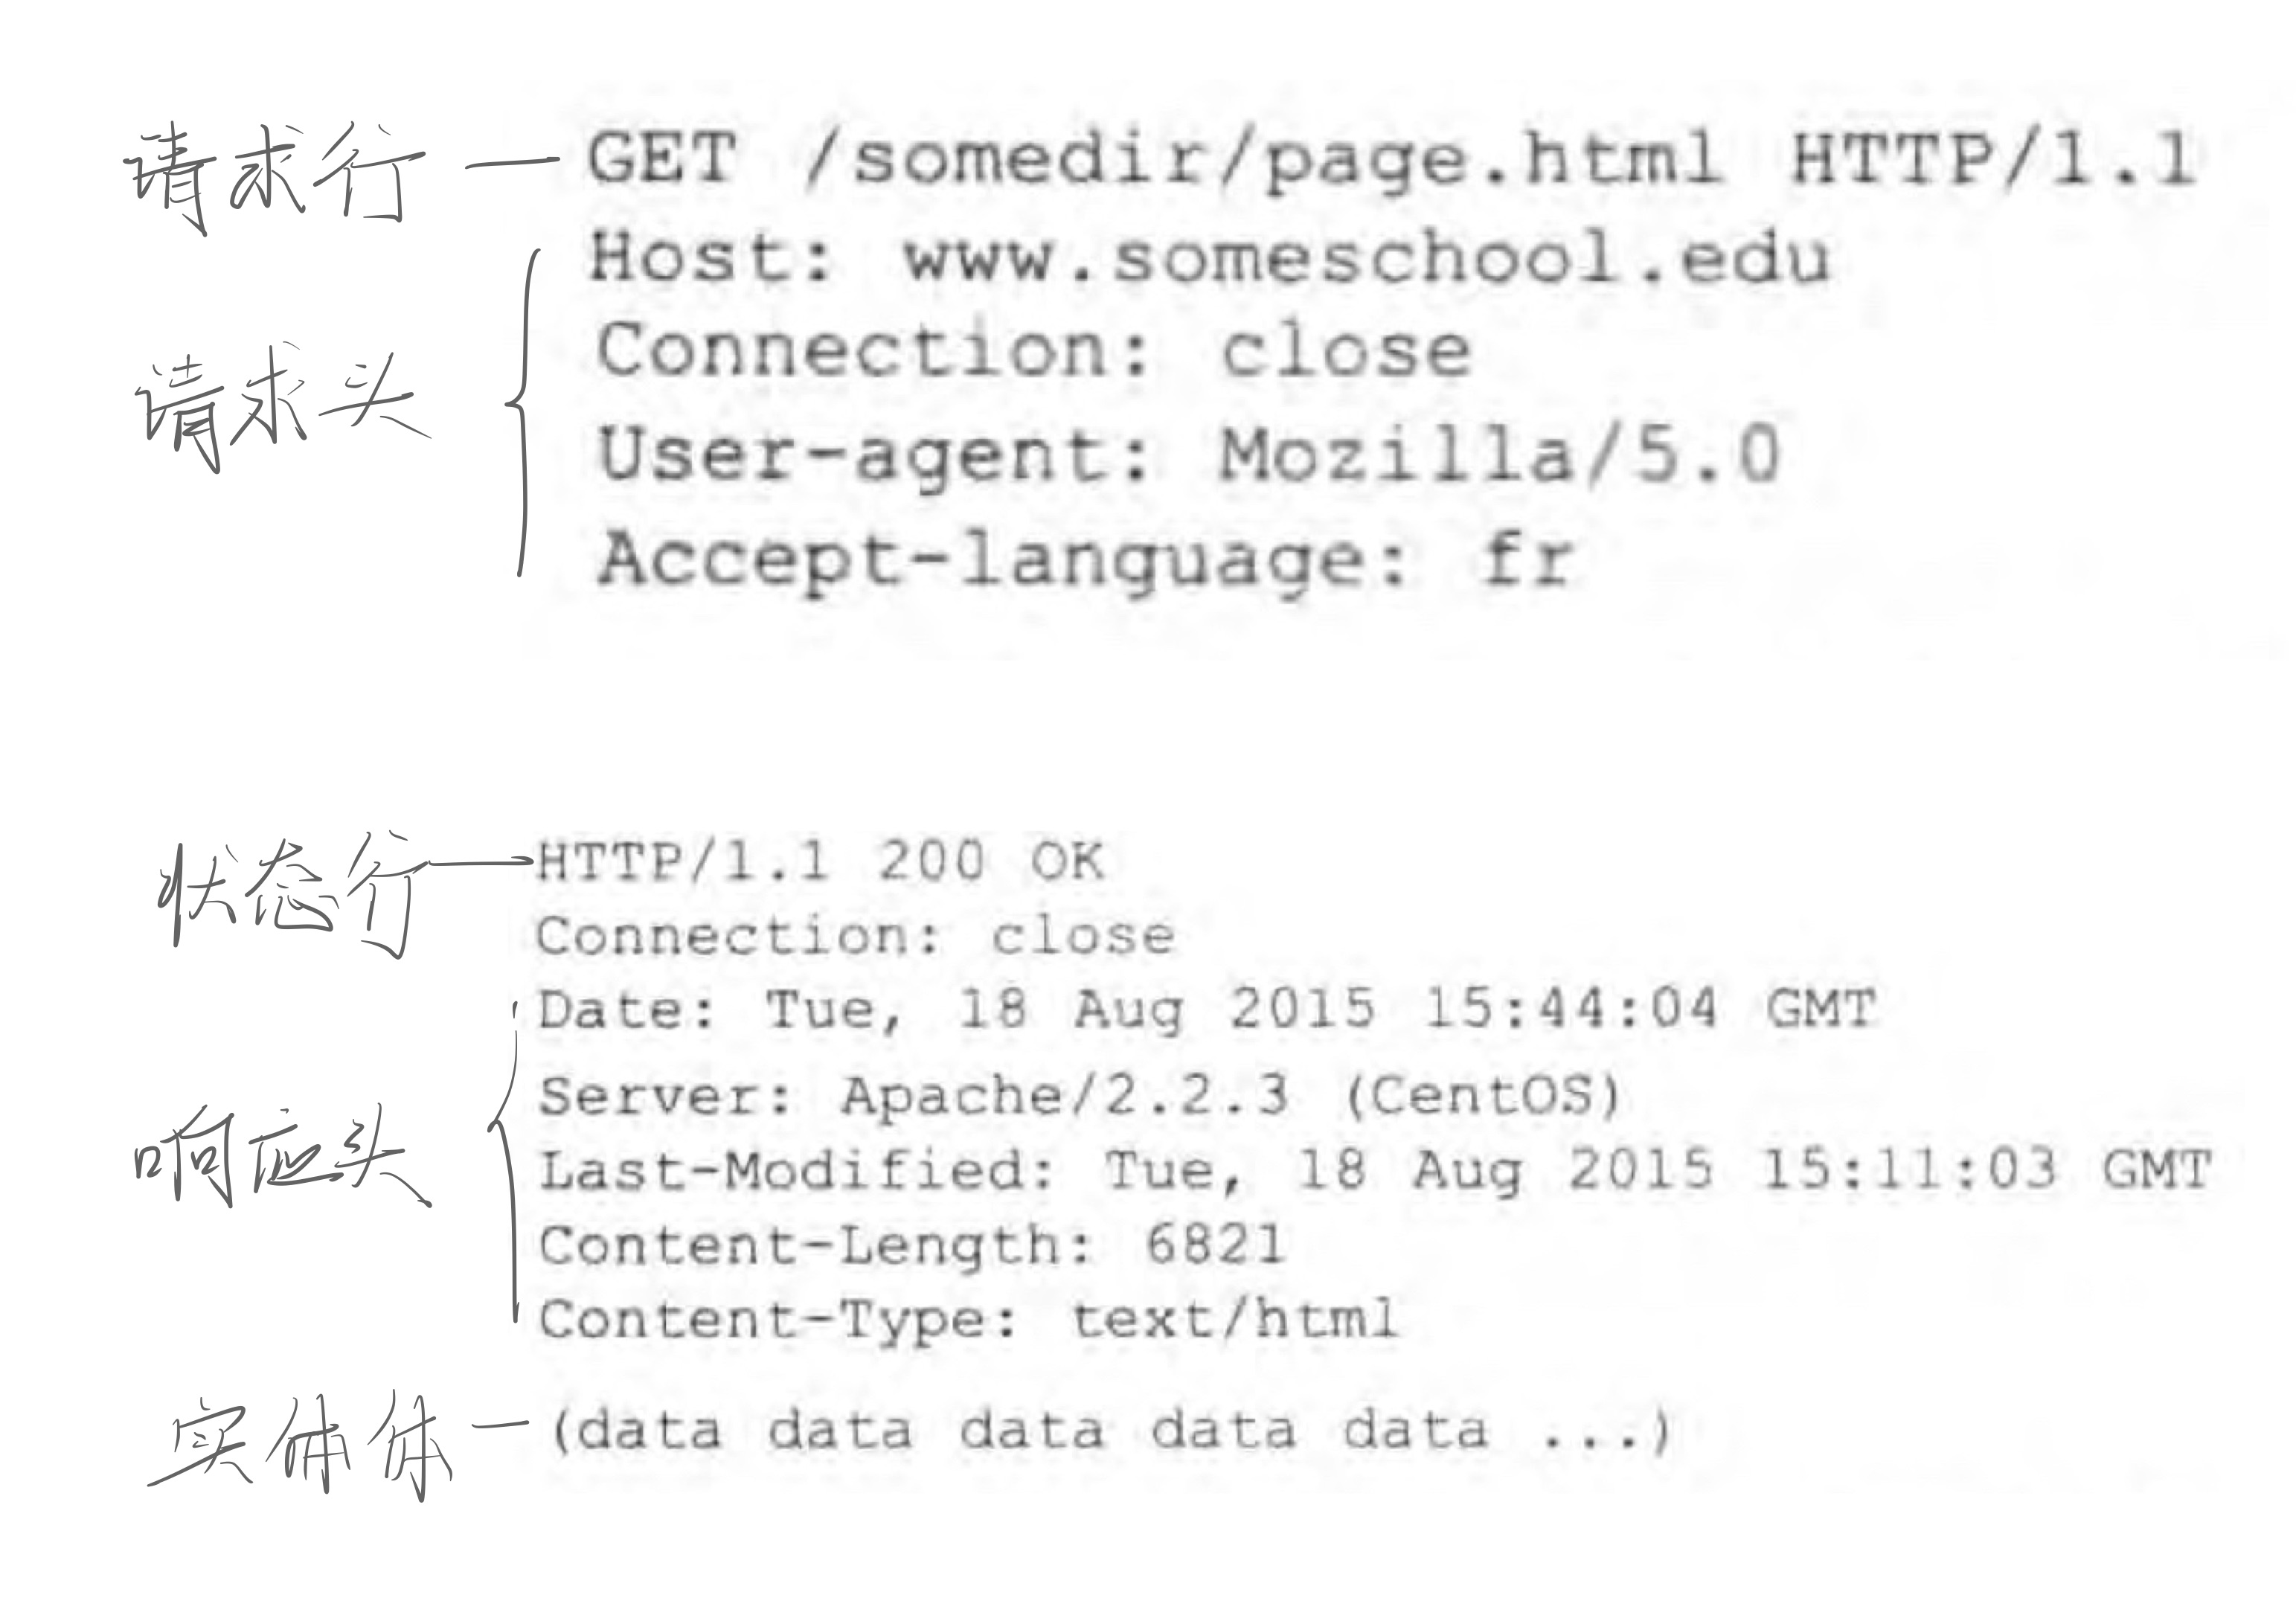 请求行 — GET /somedir/page.html HTTP/1.1
Host: www.someschool.edu
请求头
Connection: close
User-agent: Mozilla/5.0
Accept-language: fr
状态行 — HTTP/1.1 200 OK
Connection: close
Date: Tue, 18 Aug 2015 15:44:04 GMT
Server: Apache/2.2.3 (CentOS)
响应头
Last-Modified: Tue, 18 Aug 2015 15:11:03 GMT
Content-Length: 6821
Content-Type: text/html
实体体 — (data data data data data ...)